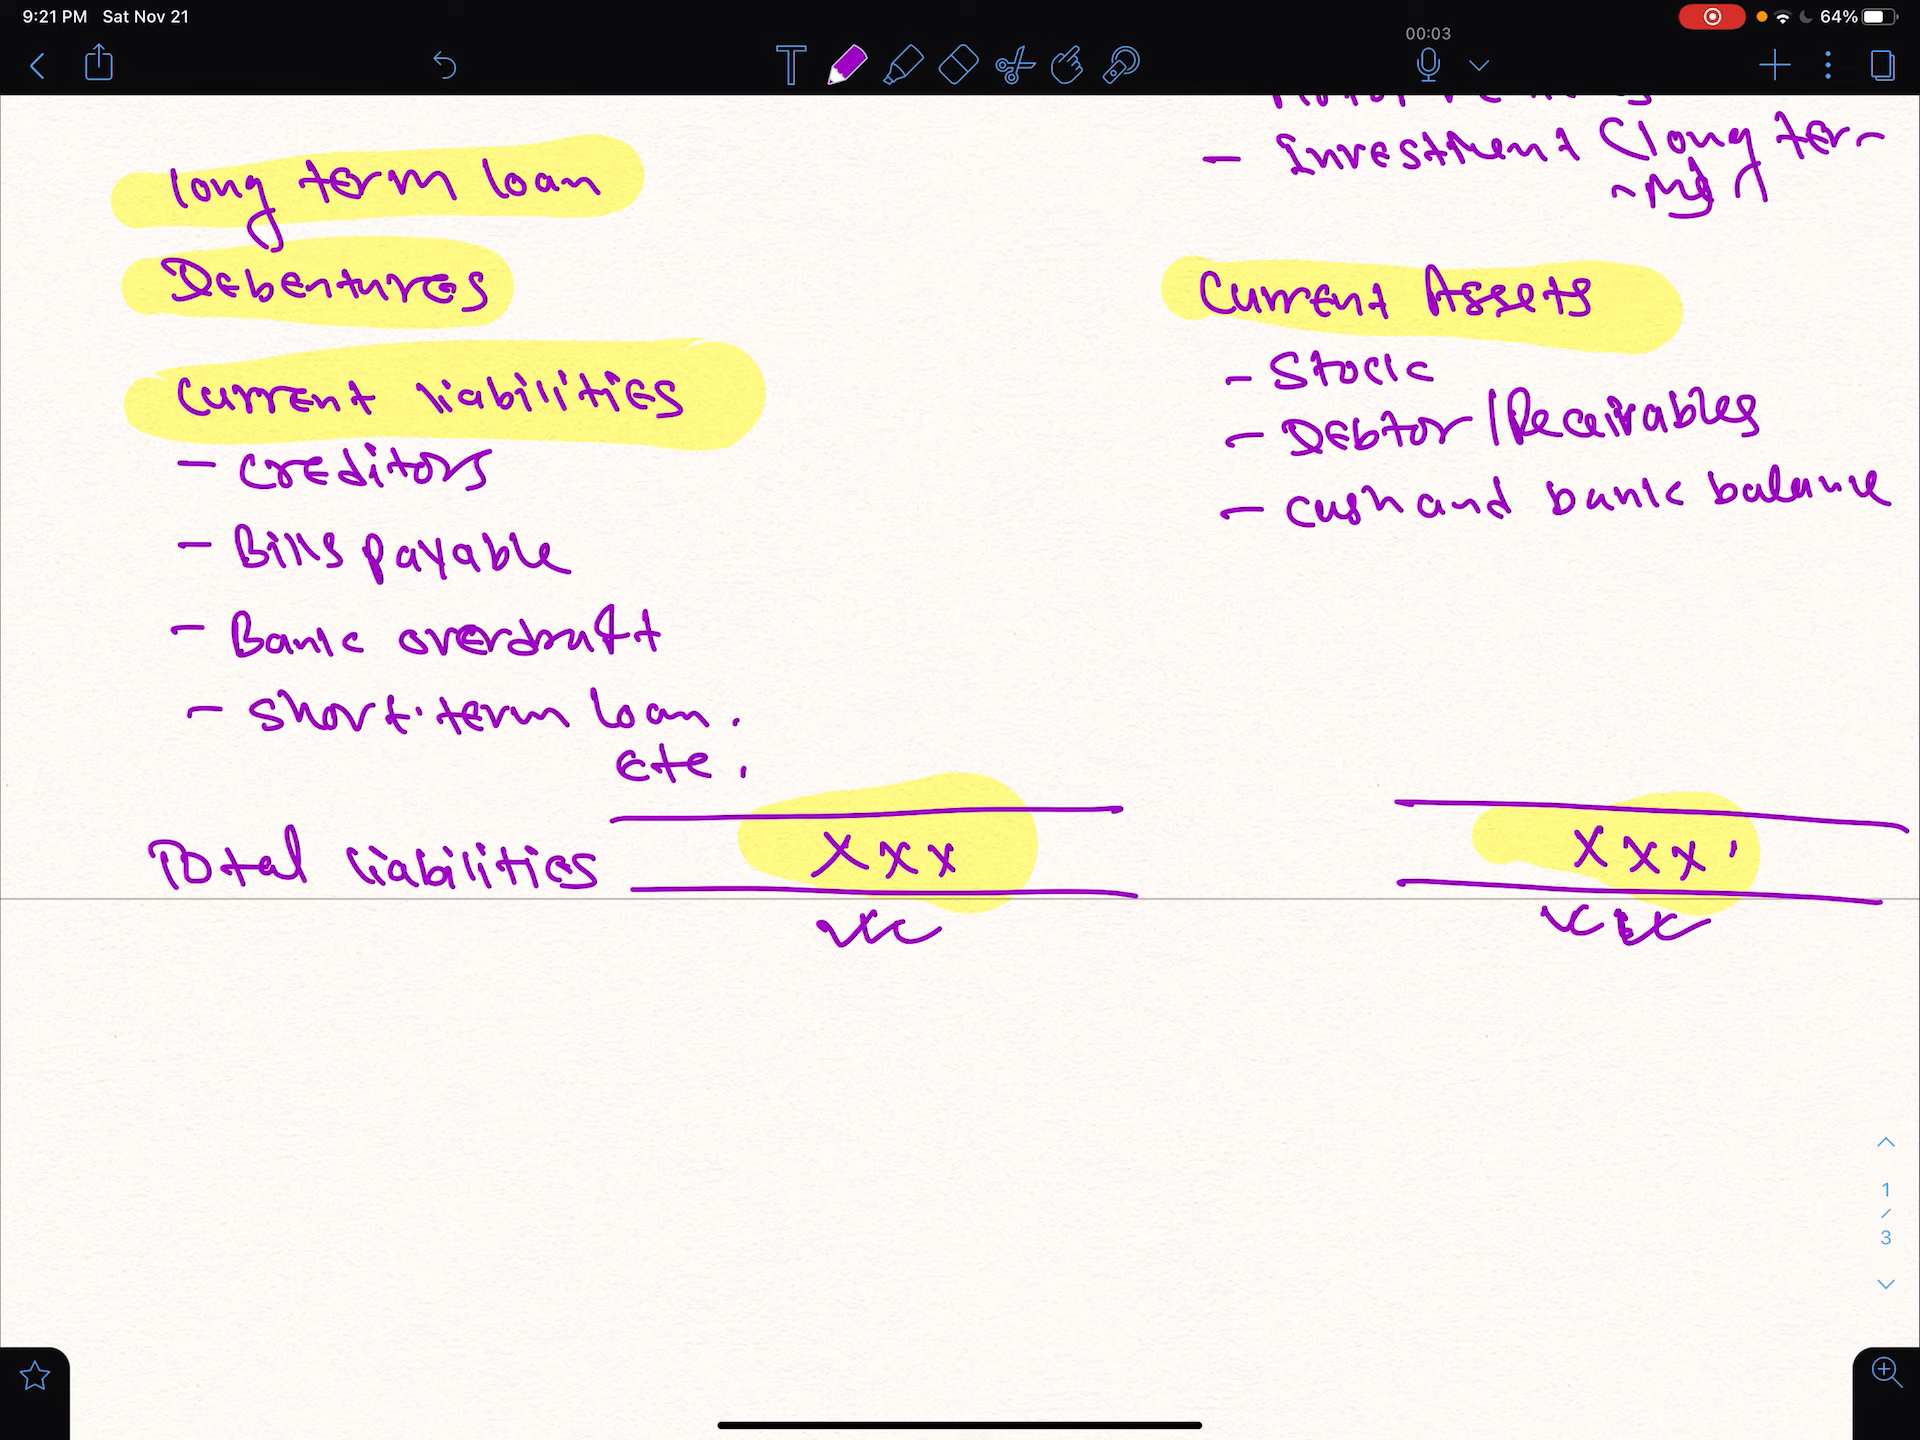 9:21 PM Sat Nov 21
64%
00:03
long term loan
Debentures
Current liabilities
- Creditors
- Bills payable
- Bank overdraft
- Short-term loan.
Etc.
Total liabilities xxx
- Investment (long ter-
Current Assets
- Stock
- Debtor / Receivables
- Cash and bank balance
xxx
1
/
3